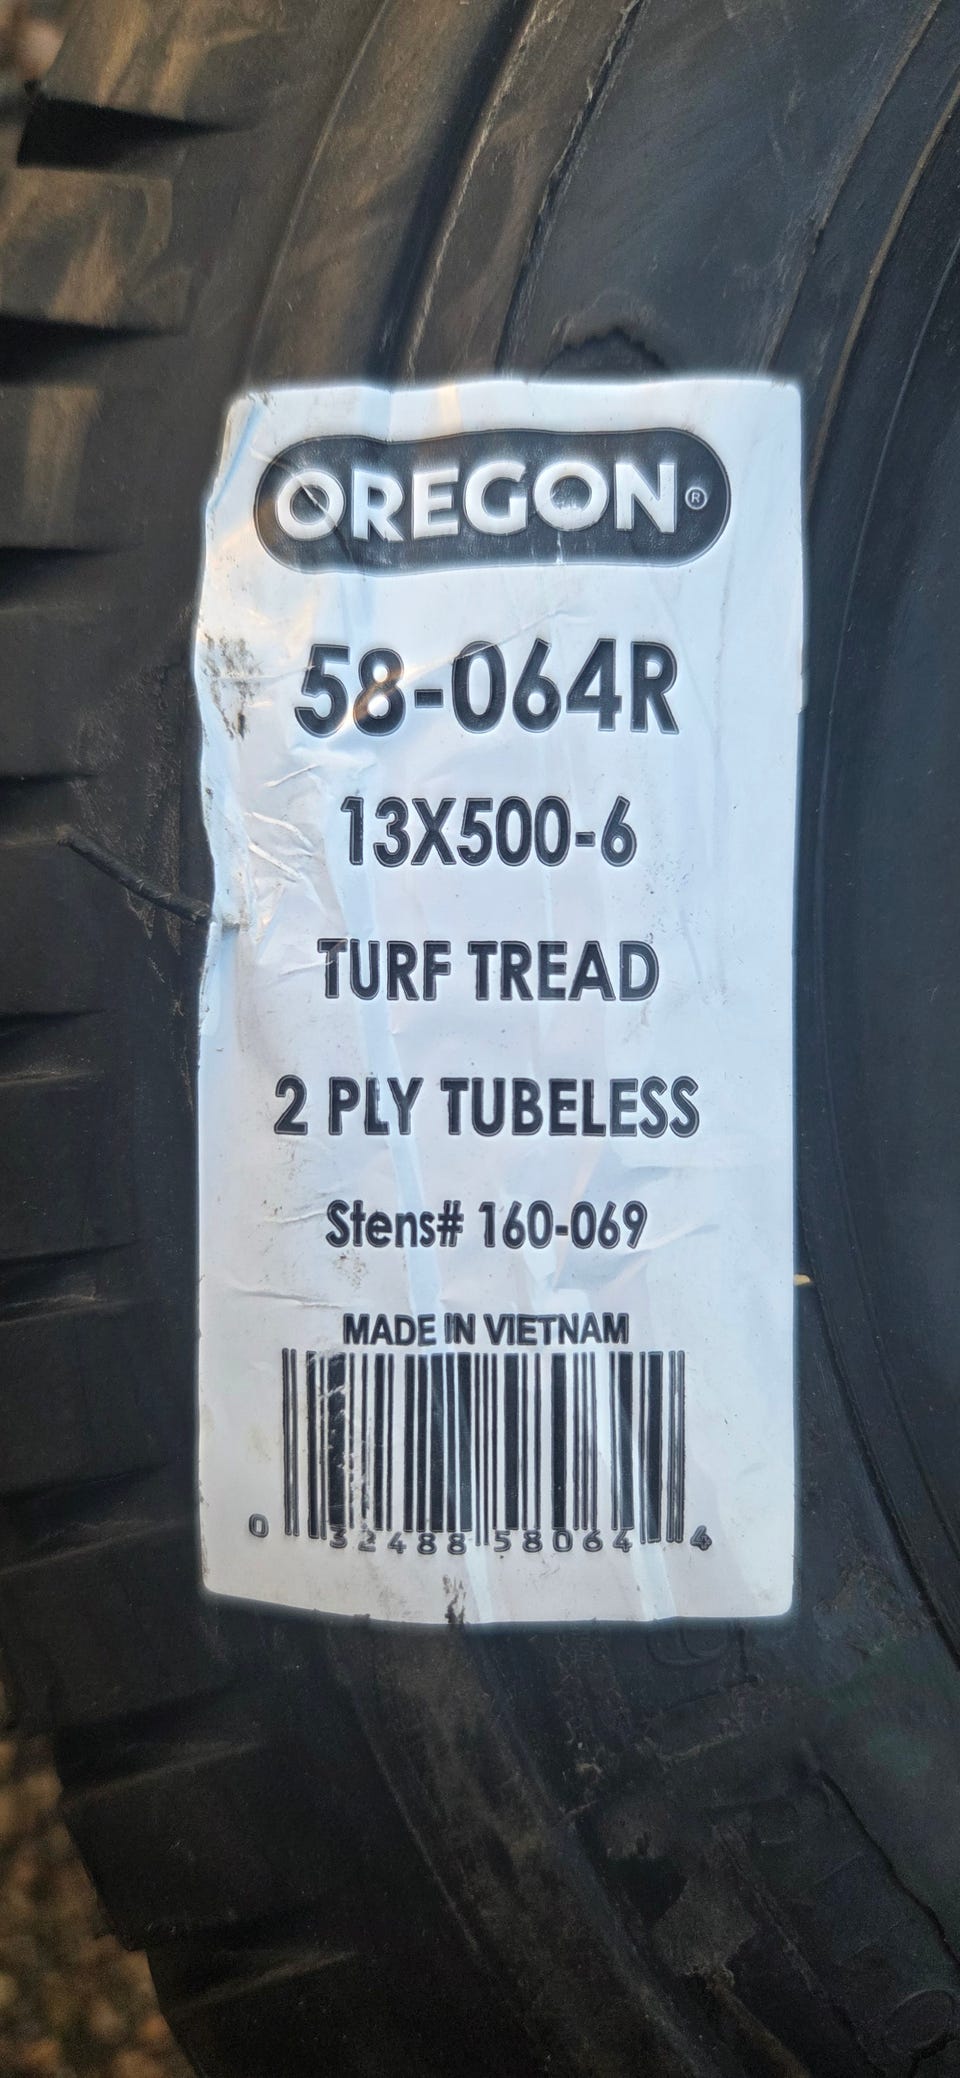 OREGON®
58-064R
13X500-6
TURF TREAD
2 PLY TUBELESS
Stens# 160-069
MADE IN VIETNAM
0 32488 58064 4